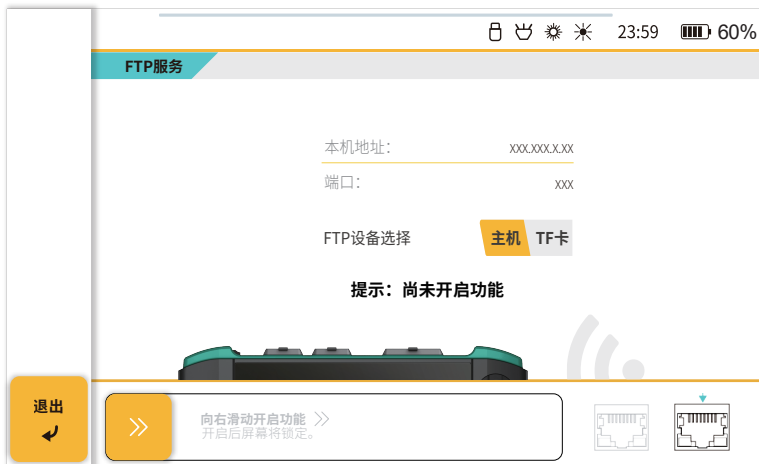 23:59 60%
FTP服务
本机地址： xxx.xxx.x.xx
端口： xxx
FTP设备选择 主机 TF卡
提示：尚未开启功能
退出
向右滑动开启功能
开启后屏幕将锁定。